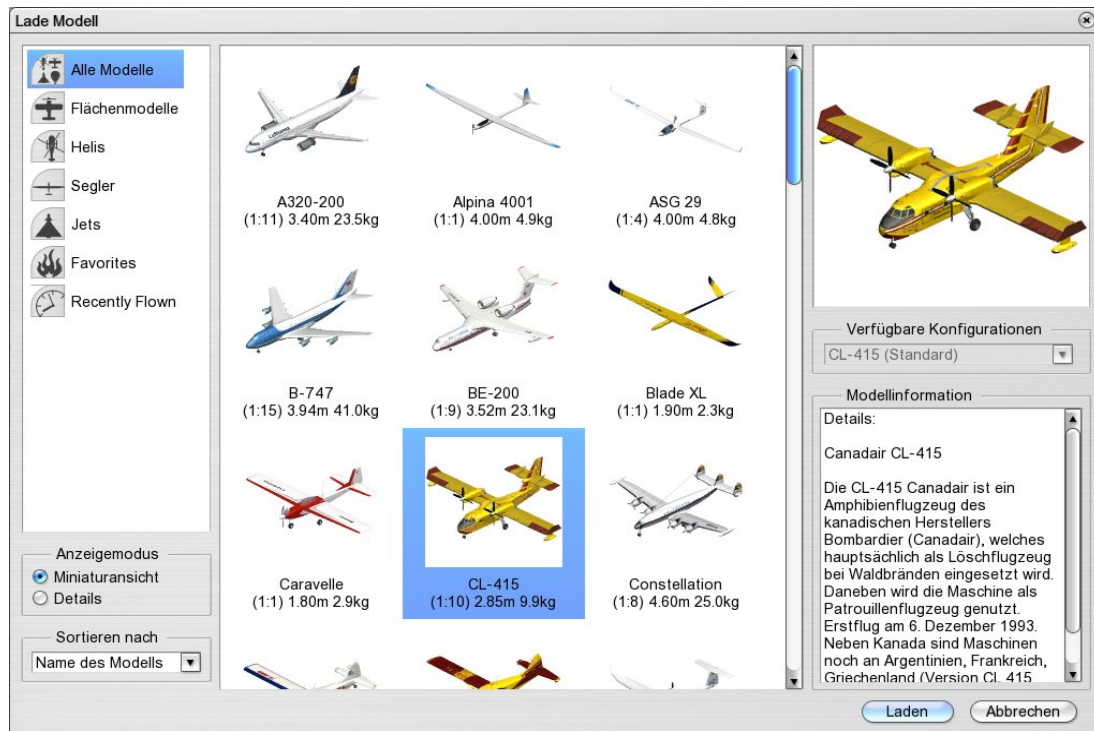 Lade Modell
Alle Modelle
Flächenmodelle
Helis
Segler
Jets
Favorites
Recently Flown
Anzeigemodus
Miniaturansicht
Details
Sortieren nach
Name des Modells
Lufthansa
A320-200
(1:11) 3.40m 23.5kg
Alpina 4001
(1:1) 4.00m 4.9kg
ASG 29
(1:4) 4.00m 4.8kg
B-747
(1:15) 3.94m 41.0kg
BE-200
(1:9) 3.52m 23.1kg
Blade XL
(1:1) 1.90m 2.3kg
Caravelle
(1:1) 1.80m 2.9kg
CL-415
(1:10) 2.85m 9.9kg
Constellation
(1:8) 4.60m 25.0kg
Verfügbare Konfigurationen
CL-415 (Standard)
Modellinformation
Details:
Canadair CL-415
Die CL-415 Canadair ist ein
Amphibienflugzeug des
kanadischen Herstellers
Bombardier (Canadair), welches
hauptsächlich als Löschflugzeug
bei Waldbränden eingesetzt wird.
Daneben wird die Maschine als
Patrouillenflugzeug genutzt.
Erstflug am 6. Dezember 1993.
Neben Kanada sind Maschinen
noch an Argentinien, Frankreich,
Griechenland (Version CL 415
Laden
Abbrechen